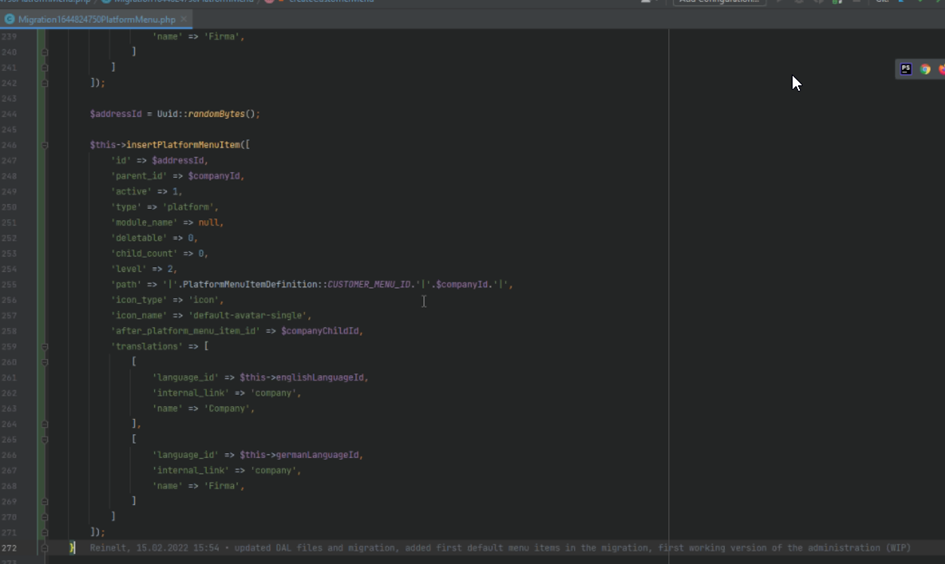 Migration1644824750PlatformMenu.php
239 'name' => 'Firma',
240 ]
241 ]
242 ]);
243
244 $addressId = Uuid::randomBytes();
245
246 $this->insertPlatformMenuItem([
247 'id' => $addressId,
248 'parent_id' => $companyId,
249 'active' => 1,
250 'type' => 'platform',
251 'module_name' => null,
252 'deletable' => 0,
253 'child_count' => 0,
254 'level' => 2,
255 'path' => '|'.PlatformMenuItemDefinition::CUSTOMER_MENU_ID.'|'.$companyId.'|',
256 'icon_type' => 'icon',
257 'icon_name' => 'default-avatar-single',
258 'after_platform_menu_item_id' => $companyChildId,
259 'translations' => [
260 [
261 'language_id' => $this->englishLanguageId,
262 'internal_link' => 'company',
263 'name' => 'Company',
264 ],
265 [
266 'language_id' => $this->germanLanguageId,
267 'internal_link' => 'company',
268 'name' => 'Firma',
269 ]
270 ]
271 ]);
272 } Reinelt, 15.02.2022 15:54 • updated DAL files and migration, added first default menu items in the migration, first working version of the administration (WIP)